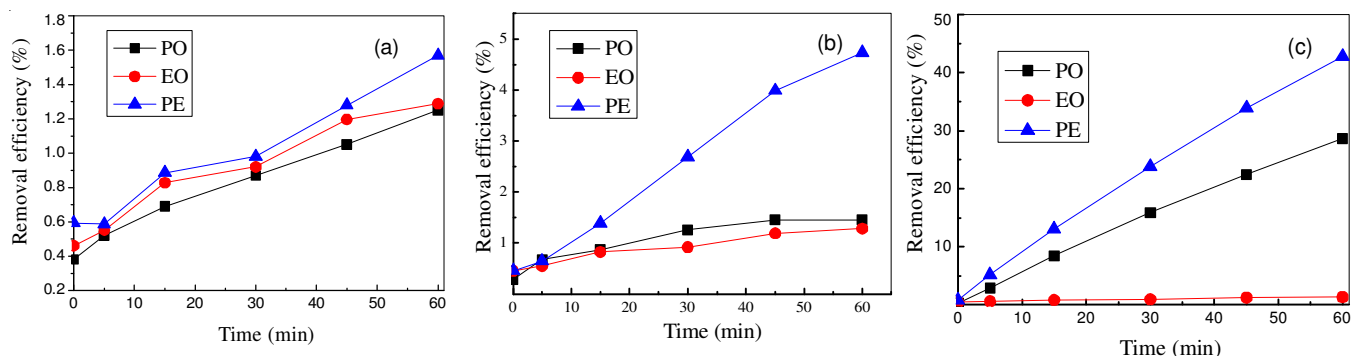 Removal efficiency (%)
1.8
1.6
1.4
1.2
1.0
0.8
0.6
0.4
0.2
PO
EO
PE
(a)
0 10 20 30 40 50 60
Time (min)
Removal efficiency (%)
5
4
3
2
1
PO
EO
PE
(b)
0 10 20 30 40 50 60
Time (min)
Removal efficiency (%)
50
40
30
20
10
PO
EO
PE
(c)
0 10 20 30 40 50 60
Time (min)